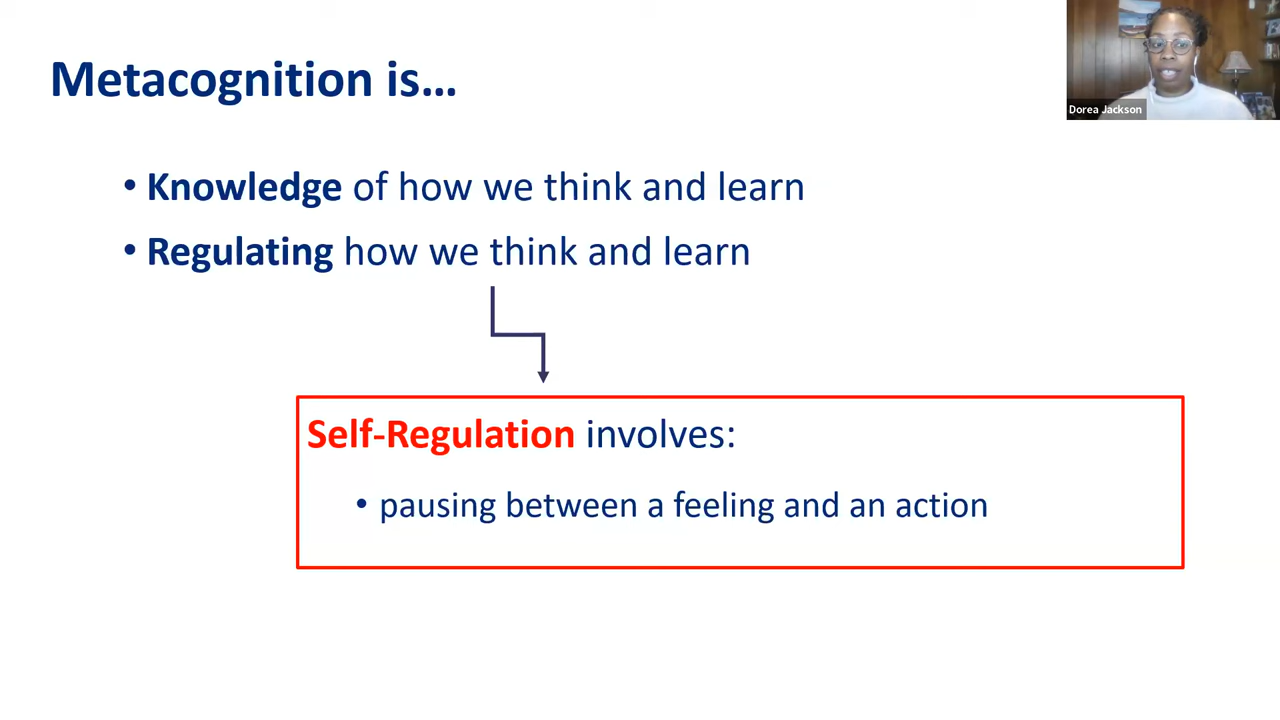 Metacognition is…
Dorea Jackson
• Knowledge of how we think and learn
• Regulating how we think and learn
Self-Regulation involves:
• pausing between a feeling and an action